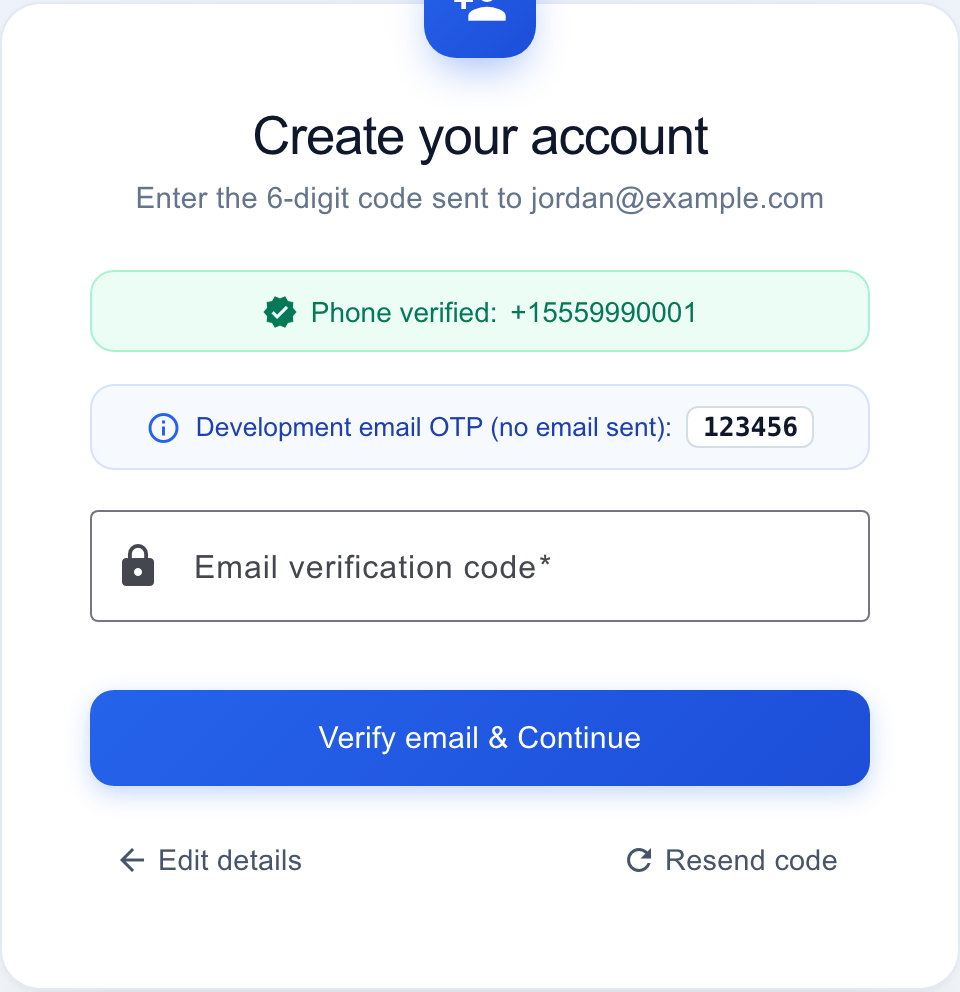 Create your account
Enter the 6-digit code sent to jordan@example.com
Phone verified: +15559990001
Development email OTP (no email sent): 123456
Email verification code*
Verify email & Continue
Edit details
Resend code